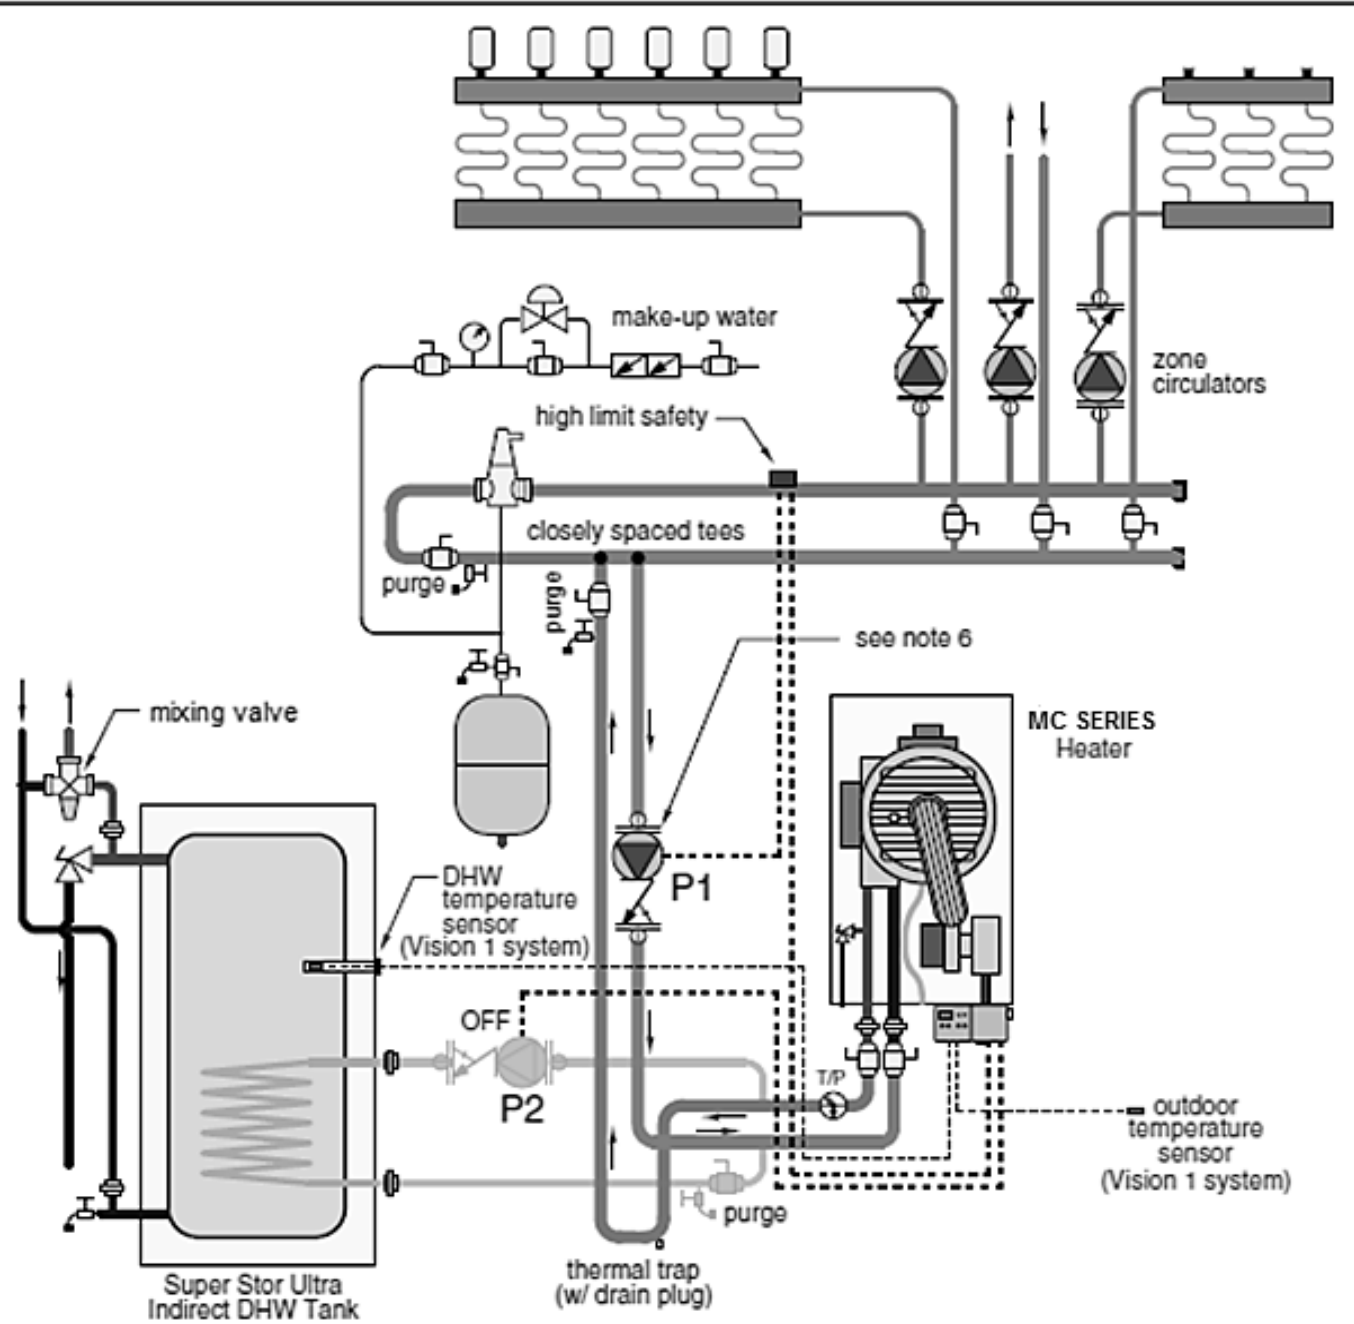 make-up water
zone
circulators
high limit safety
closely spaced tees
purge
purge
see note 6
mixing valve
MC SERIES
Heater
DHW
temperature
sensor
(Vision 1 system)
P1
OFF
P2
T/P
outdoor
temperature
sensor
(Vision 1 system)
purge
thermal trap
(w/ drain plug)
Super Stor Ultra
Indirect DHW Tank